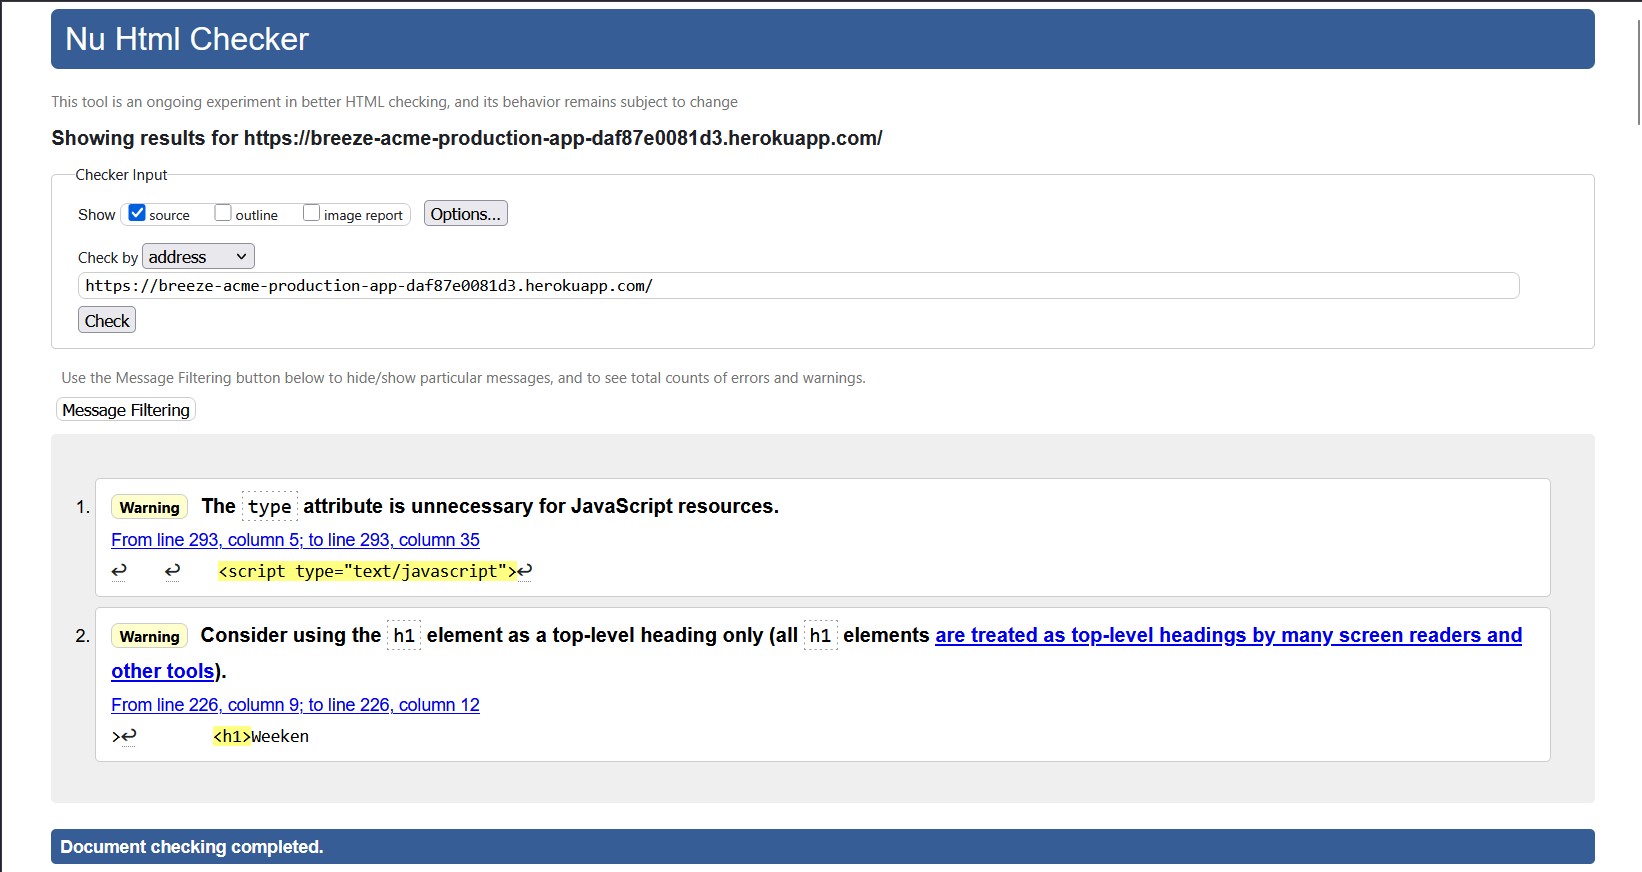 Nu Html Checker
This tool is an ongoing experiment in better HTML checking, and its behavior remains subject to change
Showing results for https://breeze-acme-production-app-daf87e0081d3.herokuapp.com/
Checker Input
Show source outline image report Options...
Check by address
https://breeze-acme-production-app-daf87e0081d3.herokuapp.com/
Check
Use the Message Filtering button below to hide/show particular messages, and to see total counts of errors and warnings.
Message Filtering
1. Warning The type attribute is unnecessary for JavaScript resources.
From line 293, column 5; to line 293, column 35
↩ ↩ <script type="text/javascript">↩
2. Warning Consider using the h1 element as a top-level heading only (all h1 elements are treated as top-level headings by many screen readers and
other tools).
From line 226, column 9; to line 226, column 12
>↩ <h1>Weeken
Document checking completed.